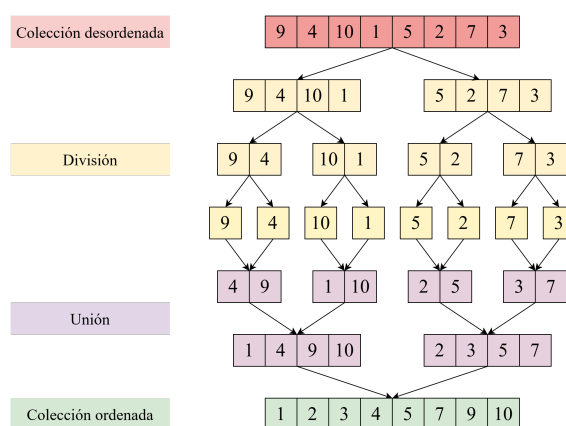 Colección desordenada
9 4 10 1 5 2 7 3
9 4 10 1
5 2 7 3
División
9 4
10 1
5 2
7 3
9
4
10
1
5
2
7
3
4 9
1 10
2 5
3 7
Unión
1 4 9 10
2 3 5 7
Colección ordenada
1 2 3 4 5 7 9 10